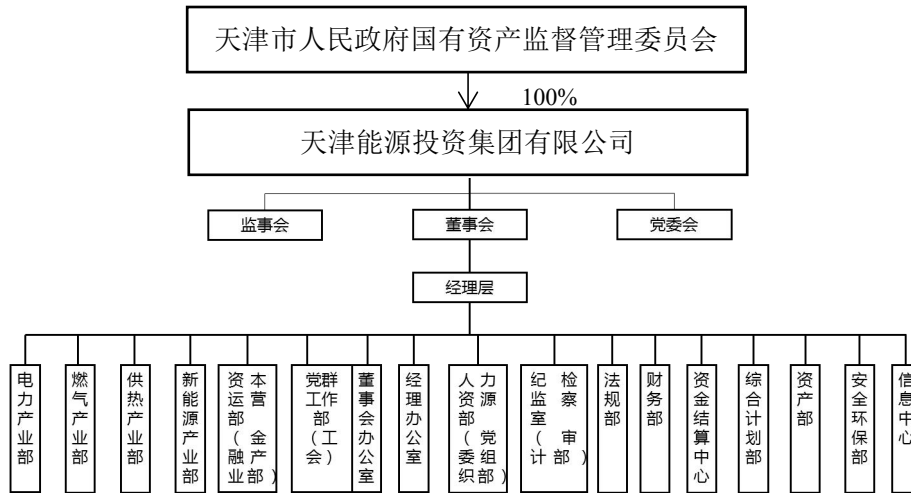 天津市人民政府国有资产监督管理委员会
100%
天津能源投资集团有限公司
监事会
董事会
党委会
经理层
电力产业部
燃气产业部
供热产业部
新能源产业部
资本运营部（金融产业部）
党群工作部（工会）
董事会办公室
经理办公室
人力资源部（党委组织部）
纪检监察室（审计部）
法规部
财务部
资金结算中心
综合计划部
资产部
安全环保部
信息中心